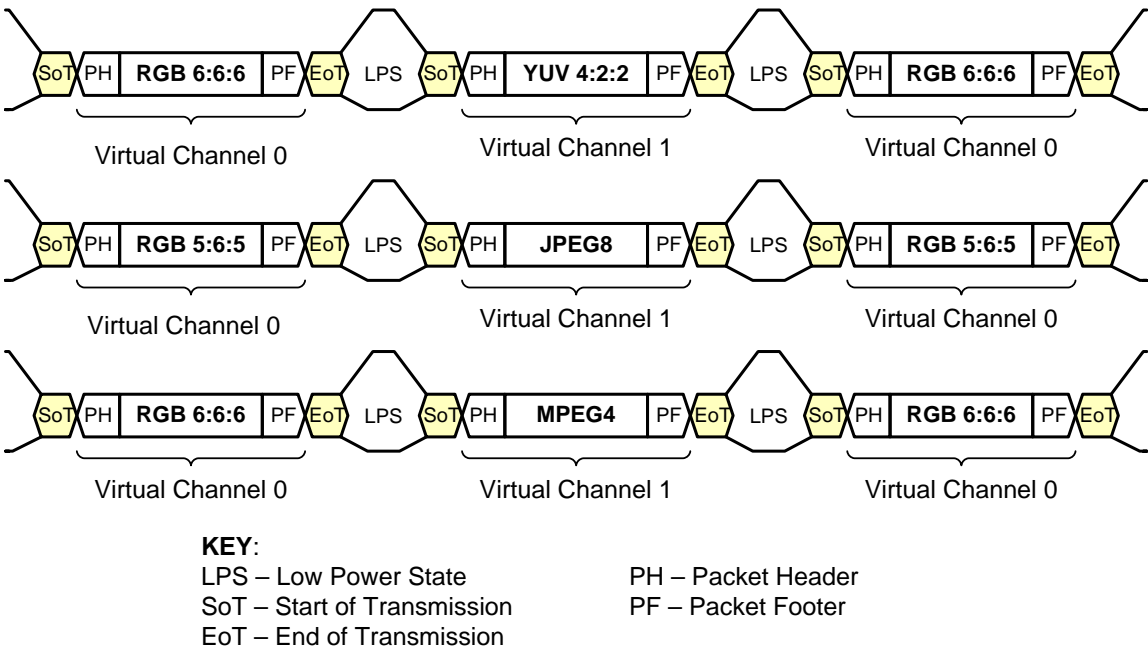 SoT PH RGB 6:6:6 PF EoT LPS SoT PH YUV 4:2:2 PF EoT LPS SoT PH RGB 6:6:6 PF EoT
Virtual Channel 0 Virtual Channel 1 Virtual Channel 0
SoT PH RGB 5:6:5 PF EoT LPS SoT PH JPEG8 PF EoT LPS SoT PH RGB 5:6:5 PF EoT
Virtual Channel 0 Virtual Channel 1 Virtual Channel 0
SoT PH RGB 6:6:6 PF EoT LPS SoT PH MPEG4 PF EoT LPS SoT PH RGB 6:6:6 PF EoT
Virtual Channel 0 Virtual Channel 1 Virtual Channel 0
KEY:
LPS – Low Power State PH – Packet Header
SoT – Start of Transmission PF – Packet Footer
EoT – End of Transmission